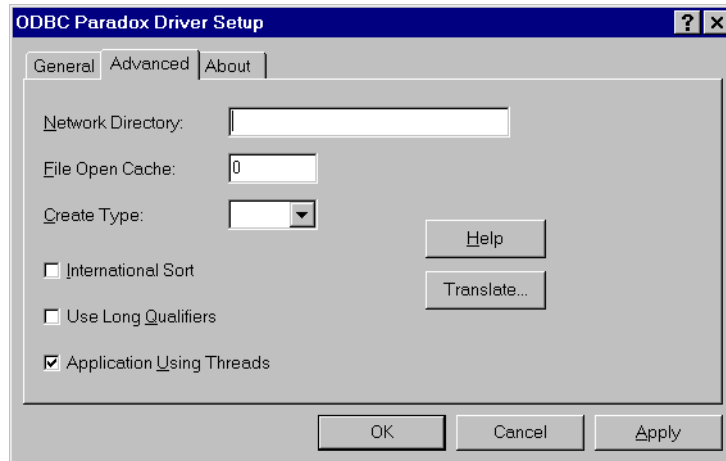 ODBC Paradox Driver Setup
General Advanced About
Network Directory:
File Open Cache: 0
Create Type:
Help
International Sort
Translate...
Use Long Qualifiers
Application Using Threads
OK Cancel Apply